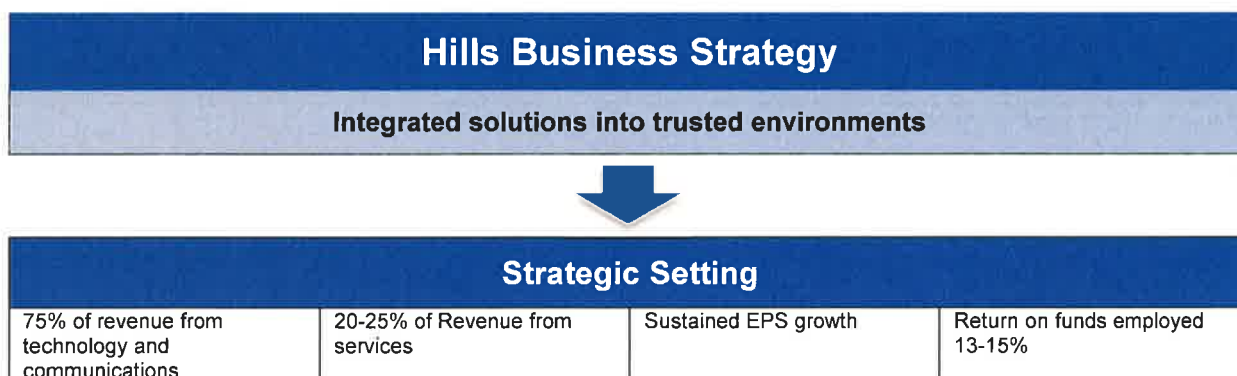 Hills Business Strategy
Integrated solutions into trusted environments
Strategic Setting
75% of revenue from
technology and
communications
20-25% of Revenue from
services
Sustained EPS growth
Return on funds employed
13-15%